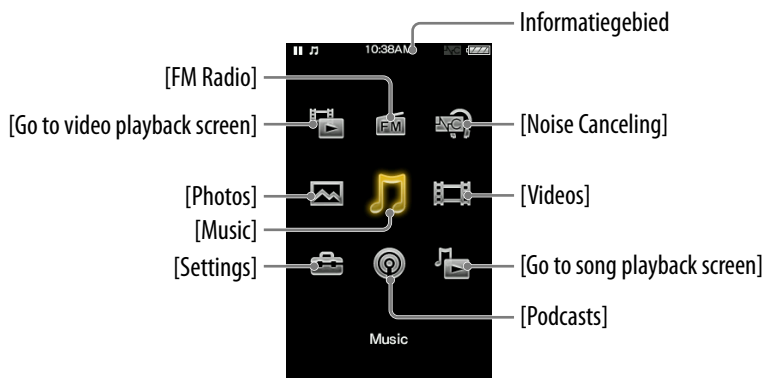 Informatiegebied
10:38AM
[FM Radio]
[Go to video playback screen]
FM
NC
[Noise Canceling]
[Photos]
[Videos]
[Music]
[Settings]
[Go to song playback screen]
[Podcasts]
Music